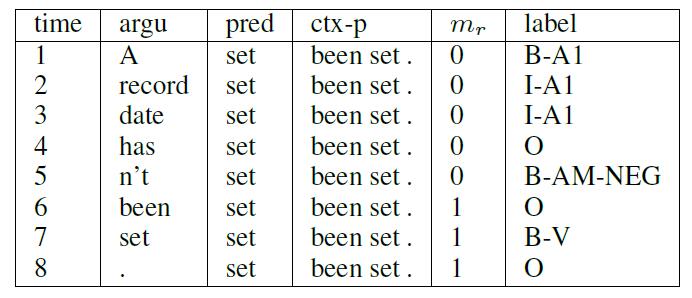 time argu pred ctx-p m_r label
1 A set been set . 0 B-A1
2 record set been set . 0 I-A1
3 date set been set . 0 I-A1
4 has set been set . 0 O
5 n't set been set . 0 B-AM-NEG
6 been set been set . 1 O
7 set set been set . 1 B-V
8 . set been set . 1 O